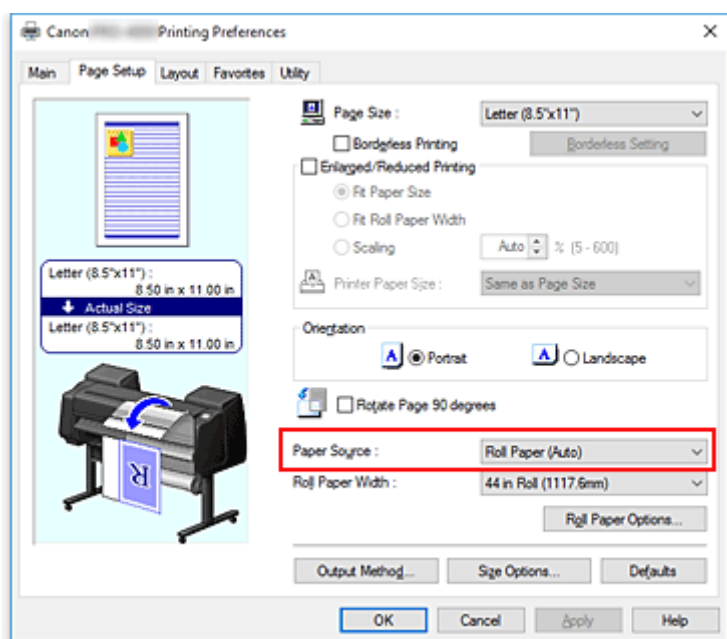 Canon Printing Preferences
Main Page Setup Layout Favorites Utility
Page Size : Letter (8.5"x11")
Borderless Printing Borderless Setting
Enlarged/Reduced Printing
Fit Paper Size
Fit Roll Paper Width
Scaling Auto % (5 - 600)
Printer Paper Size : Same as Page Size
Letter (8.5"x11") :
8.50 in x 11.00 in
Actual Size
Letter (8.5"x11") :
8.50 in x 11.00 in
Orientation
A Portrait A Landscape
Rotate Page 90 degrees
R
Paper Source : Roll Paper (Auto)
Roll Paper Width : 44 in Roll (1117.6mm)
Roll Paper Options...
Output Method... Size Options... Defaults
OK Cancel Apply Help